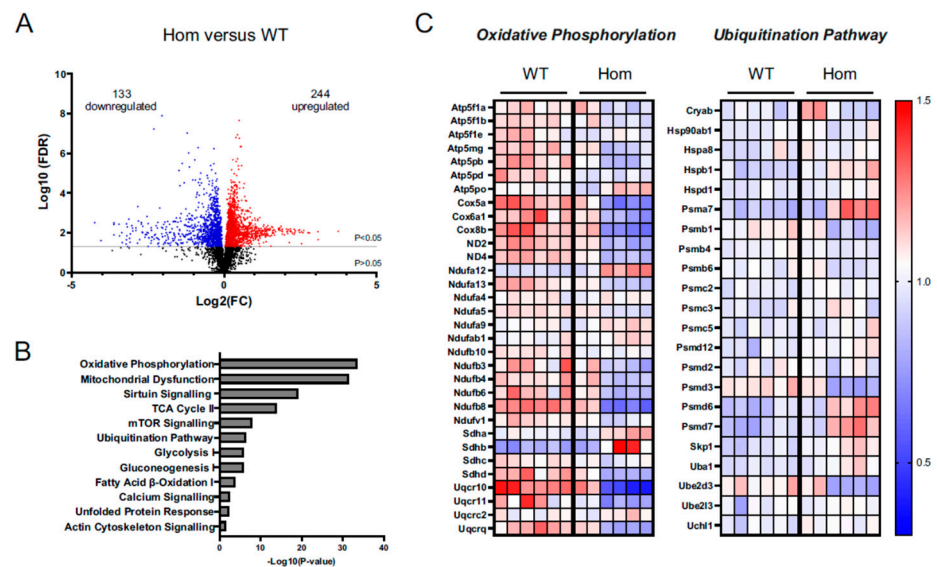 A
Hom versus WT
133
downregulated
244
upregulated
Log10 (FDR)
10
8
6
4
2
0
P<0.05
P>0.05
-5
0
5
Log2(FC)
B
Oxidative Phosphorylation
Mitochondrial Dysfunction
Sirtuin Signalling
TCA Cycle II
mTOR Signalling
Ubiquitination Pathway
Glycolysis I
Gluconeogenesis I
Fatty Acid β-Oxidation I
Calcium Signalling
Unfolded Protein Response
Actin Cytoskeleton Signalling
0 10 20 30 40
-Log10(P-value)
C
Oxidative Phosphorylation
WT Hom
Atp5f1a
Atp5f1b
Atp5f1e
Atp5mg
Atp5pb
Atp5pd
Atp5po
Cox5a
Cox6a1
Cox8b
ND2
ND4
Ndufa12
Ndufa13
Ndufa4
Ndufa5
Ndufa9
Ndufab1
Ndufb10
Ndufb3
Ndufb4
Ndufb6
Ndufb8
Ndufv1
Sdha
Sdhb
Sdhc
Sdhd
Uqcr10
Uqcr11
Uqcrc2
Uqcrq
Ubiquitination Pathway
WT Hom
Cryab
Hsp90ab1
Hspa8
Hspb1
Hspd1
Psma7
Psmb1
Psmb4
Psmb6
Psmc2
Psmc3
Psmc5
Psmd12
Psmd2
Psmd3
Psmd6
Psmd7
Skp1
Uba1
Ube2d3
Ube2l3
Uchl1
1.5
1.0
0.5